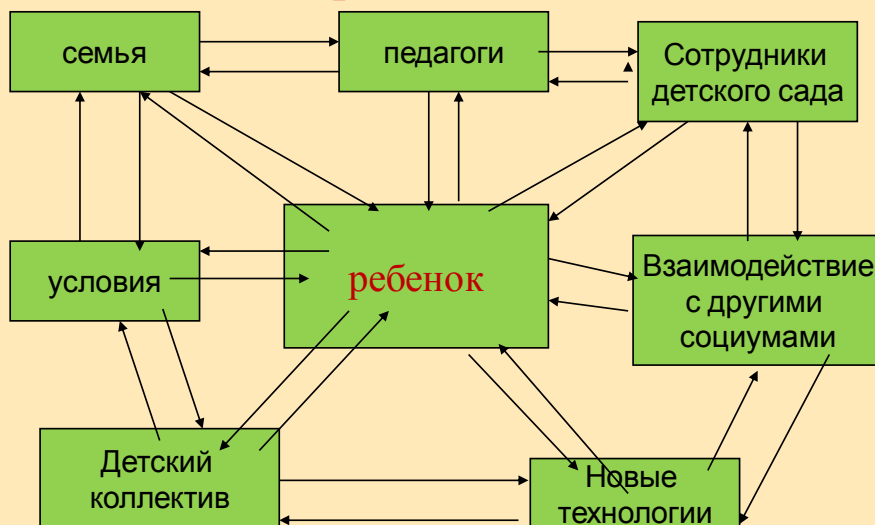 семья
педагоги
Сотрудники
детского сада
условия
ребенок
Взаимодействие
с другими
социумами
Детский
коллектив
Новые
технологии